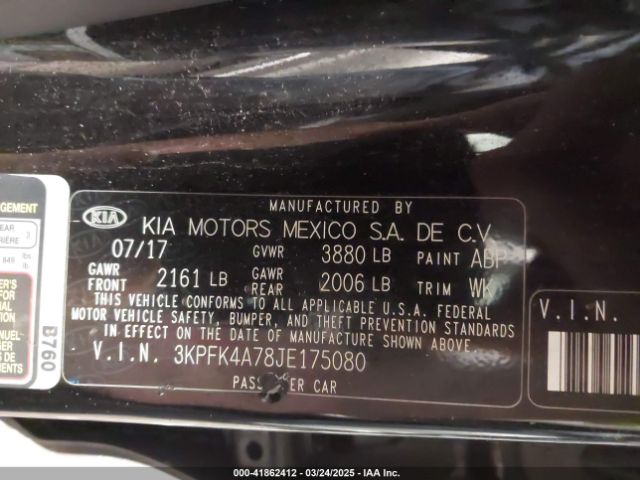 MANUFACTURED BY
KIA
KIA MOTORS MEXICO S.A. DE C.V.
07/17 GVWR 3880 LB PAINT ABP
GAWR FRONT 2161 LB GAWR REAR 2006 LB TRIM WK
THIS VEHICLE CONFORMS TO ALL APPLICABLE U.S.A. FEDERAL
MOTOR VEHICLE SAFETY, BUMPER, AND THEFT PREVENTION STANDARDS
IN EFFECT ON THE DATE OF MANUFACTURE SHOWN ABOVE.
V.I.N. 3KPFK4A78JE175080
PASSENGER CAR
V.I.N.
B760
000-41862412 - 03/24/2025 - IAA Inc.